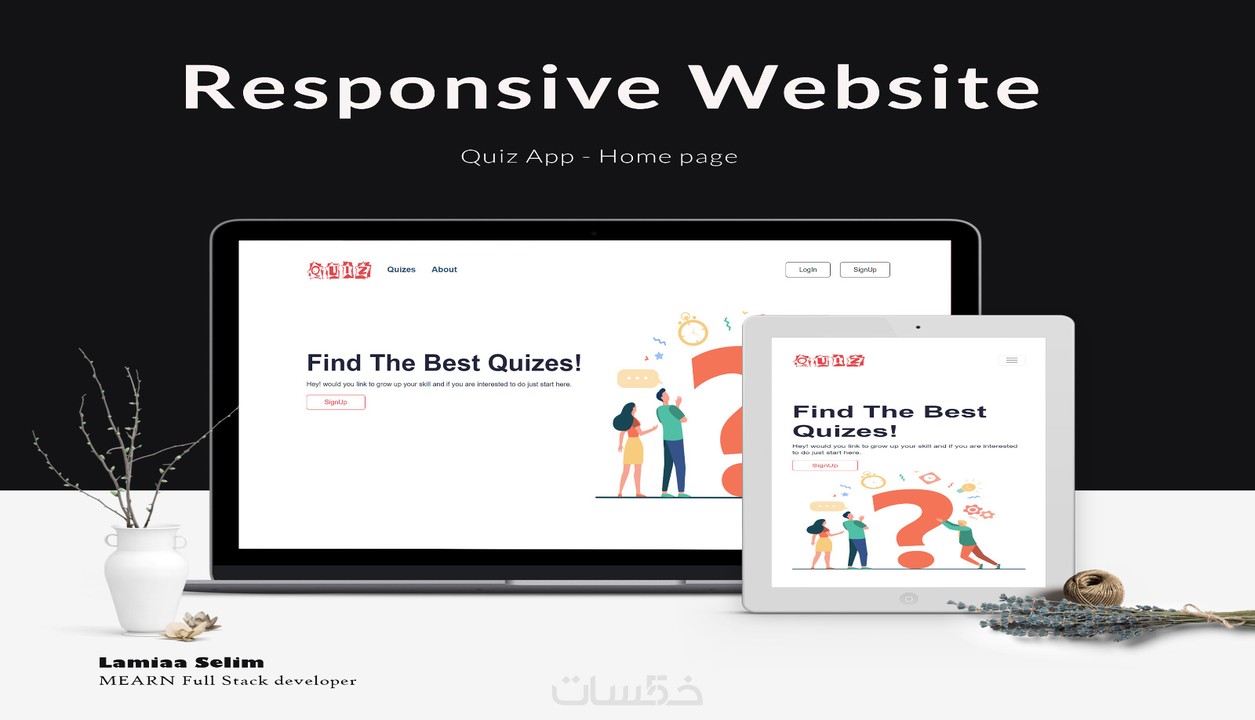 Responsive Website
Quiz App - Home page
QUIZ Quizes About LogIn SignUp
Find The Best Quizes!
Hey! would you link to grow up your skill and if you are interested to do just start here.
SignUp
QUIZ
Find The Best
Quizes!
Hey! would you link to grow up your skill and if you are interested
to do just start here.
SignUp
Lamiaa Selim
MEARN Full Stack developer
خمسات